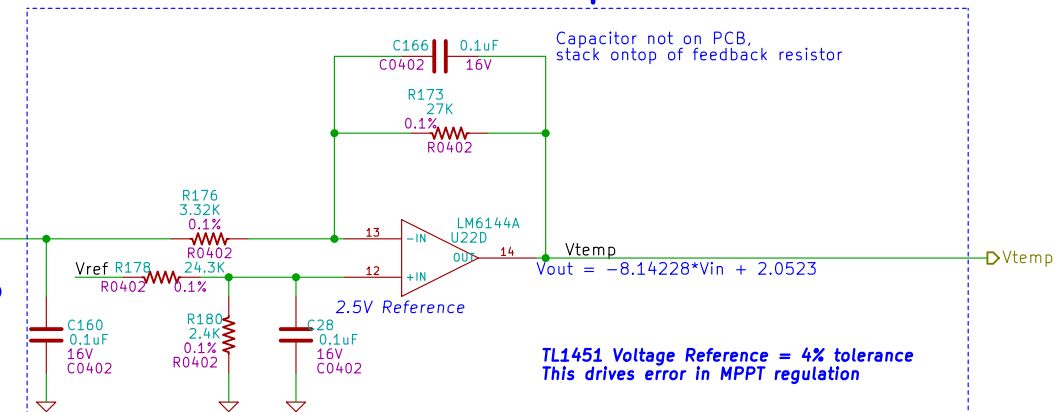 C166
0.1uF
C0402
16V
Capacitor not on PCB,
stack ontop of feedback resistor
R173
27K
0.1%
R0402
R176
3.32K
0.1%
R0402
13
-IN
LM6144A
U22D
OUT
14
Vtemp
Vtemp
Vref
R178
24.3K
R0402
0.1%
12
+IN
Vout = -8.14228*Vin + 2.0523
2.5V Reference
C160
0.1uF
16V
C0402
R180
2.4K
0.1%
R0402
C28
0.1uF
16V
C0402
TL1451 Voltage Reference = 4% tolerance
This drives error in MPPT regulation